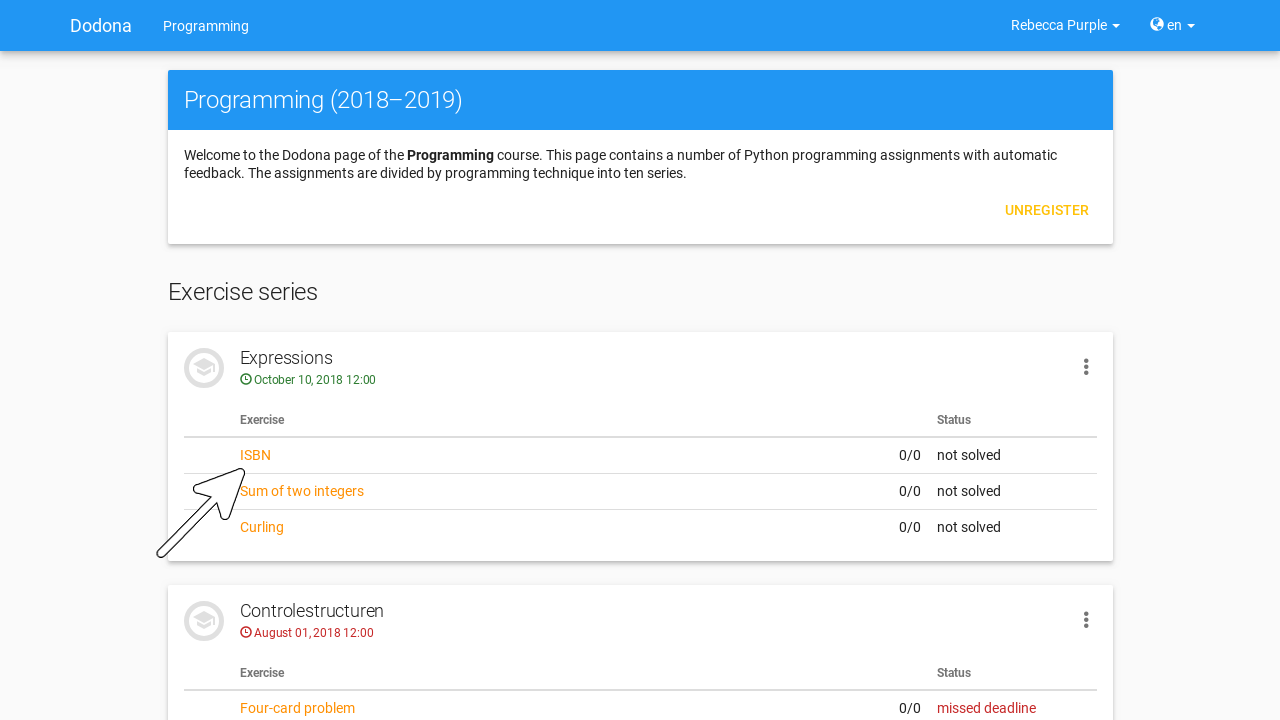 Dodona Programming Rebecca Purple en
Programming (2018–2019)
Welcome to the Dodona page of the Programming course. This page contains a number of Python programming assignments with automatic
feedback. The assignments are divided by programming technique into ten series.
UNREGISTER
Exercise series
Expressions
October 10, 2018 12:00
Exercise Status
ISBN 0/0 not solved
Sum of two integers 0/0 not solved
Curling 0/0 not solved
Controlestructuren
August 01, 2018 12:00
Exercise Status
Four-card problem 0/0 missed deadline